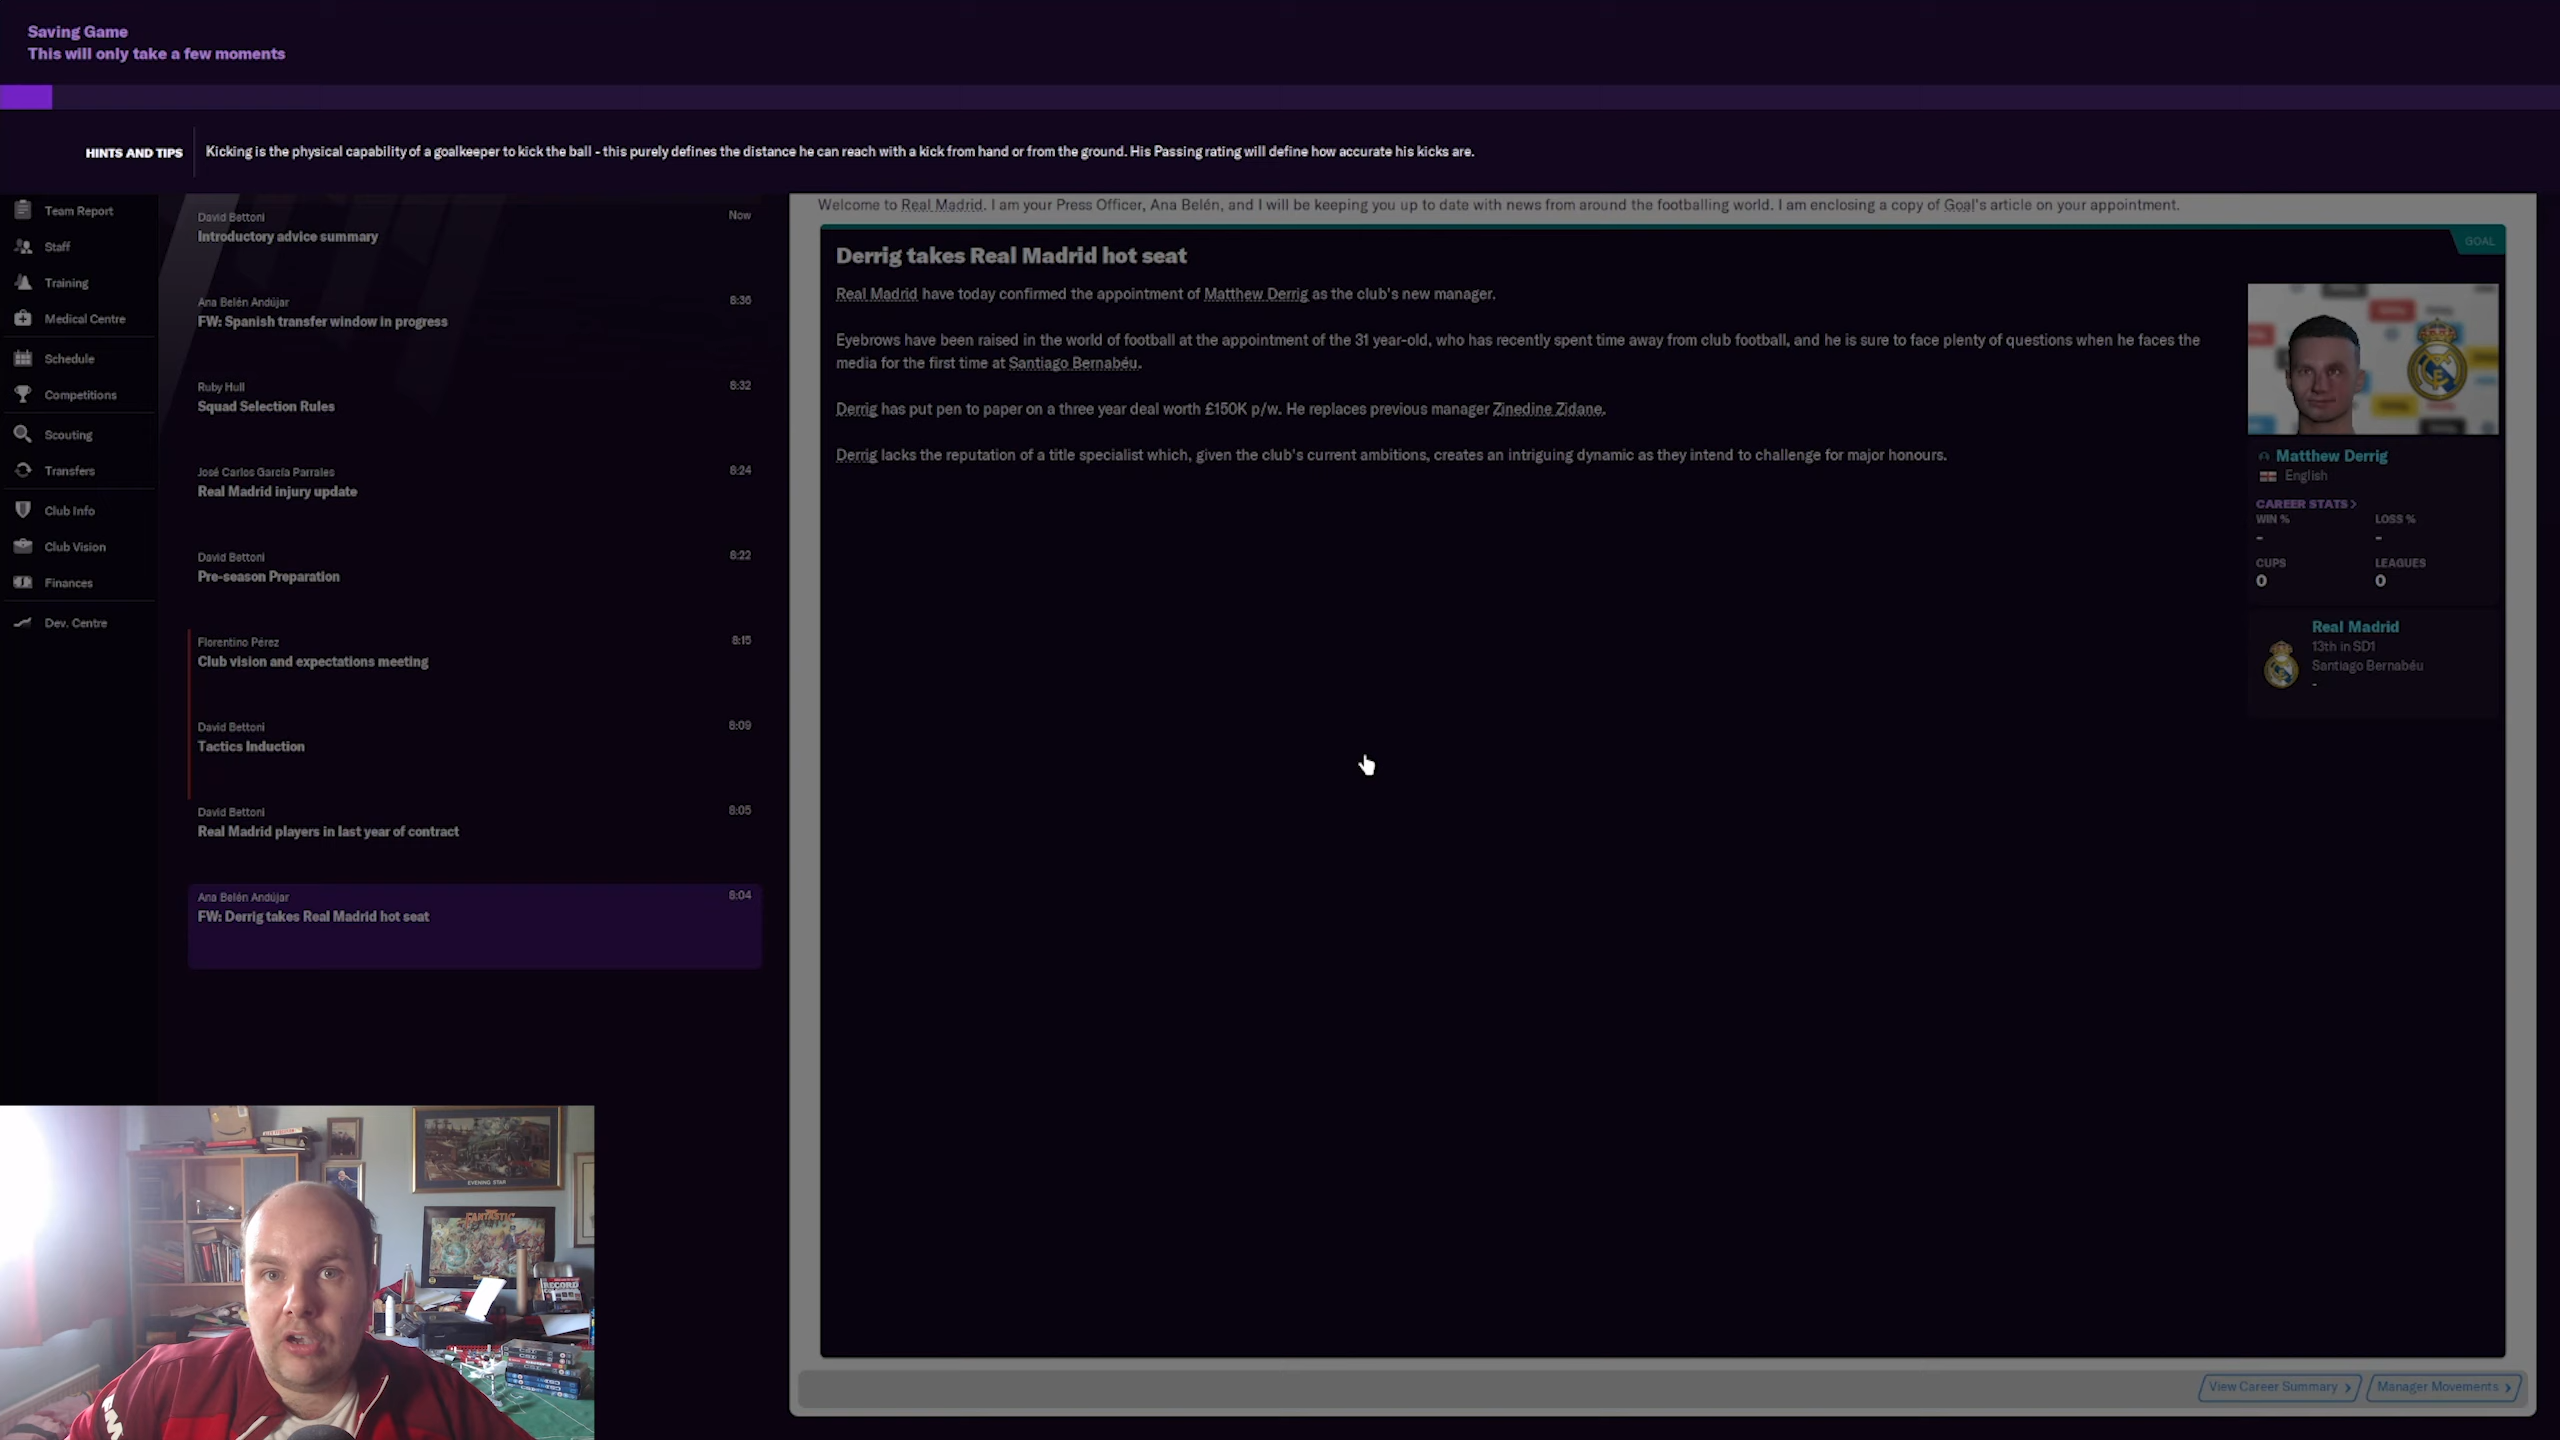 Saving Game
This will only take a few moments
HINTS AND TIPS
Kicking is the physical capability of a goalkeeper to kick the ball - this purely defines the distance he can reach with a kick from hand or from the ground. His Passing rating will define how accurate his kicks are.
Team Report
Staff
Training
Medical Centre
Schedule
Competitions
Scouting
Transfers
Club Info
Club Vision
Finances
Dev. Centre
David Bettoni Now
Introductory advice summary
Ana Belén Andújar 8:36
FW: Spanish transfer window in progress
Ruby Hull 8:32
Squad Selection Rules
José Carlos García Parrales 8:24
Real Madrid injury update
David Bettoni 8:22
Pre-season Preparation
Florentino Pérez 8:15
Club vision and expectations meeting
David Bettoni 8:09
Tactics Induction
David Bettoni 8:05
Real Madrid players in last year of contract
Ana Belén Andújar 8:04
FW: Derrig takes Real Madrid hot seat
Welcome to Real Madrid. I am your Press Officer, Ana Belén, and I will be keeping you up to date with news from around the footballing world. I am enclosing a copy of Goal's article on your appointment.
GOAL
Derrig takes Real Madrid hot seat
Real Madrid have today confirmed the appointment of Matthew Derrig as the club's new manager.
Eyebrows have been raised in the world of football at the appointment of the 31 year-old, who has recently spent time away from club football, and he is sure to face plenty of questions when he faces the
media for the first time at Santiago Bernabéu.
Derrig has put pen to paper on a three year deal worth £150K p/w. He replaces previous manager Zinedine Zidane.
Derrig lacks the reputation of a title specialist which, given the club's current ambitions, creates an intriguing dynamic as they intend to challenge for major honours.
Matthew Derrig
English
CAREER STATS >
WIN % LOSS %
- -
CUPS LEAGUES
0 0
Real Madrid
13th in SD1
Santiago Bernabéu
-
View Career Summary >
Manager Movements >
EVENING STAR
FANTASTIC
RECORD